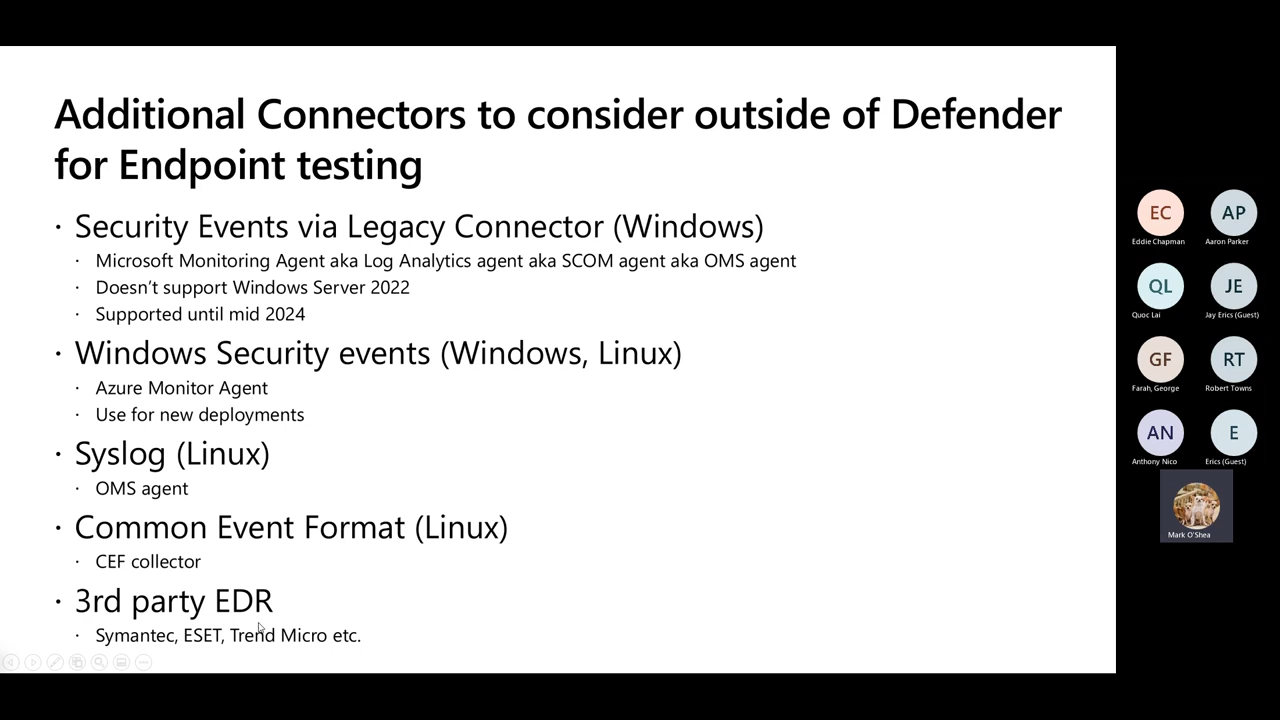 Additional Connectors to consider outside of Defender
for Endpoint testing
· Security Events via Legacy Connector (Windows)
· Microsoft Monitoring Agent aka Log Analytics agent aka SCOM agent aka OMS agent
· Doesn't support Windows Server 2022
· Supported until mid 2024
· Windows Security events (Windows, Linux)
· Azure Monitor Agent
· Use for new deployments
· Syslog (Linux)
· OMS agent
· Common Event Format (Linux)
· CEF collector
· 3rd party EDR
· Symantec, ESET, Trend Micro etc.
EC
AP
Eddie Chapman
Aaron Parker
QL
JE
Quoc Lai
Jay Erics (Guest)
GF
RT
Farah, George
Robert Towns
AN
E
Anthony Nico
Erics (Guest)
Mark O'Shea